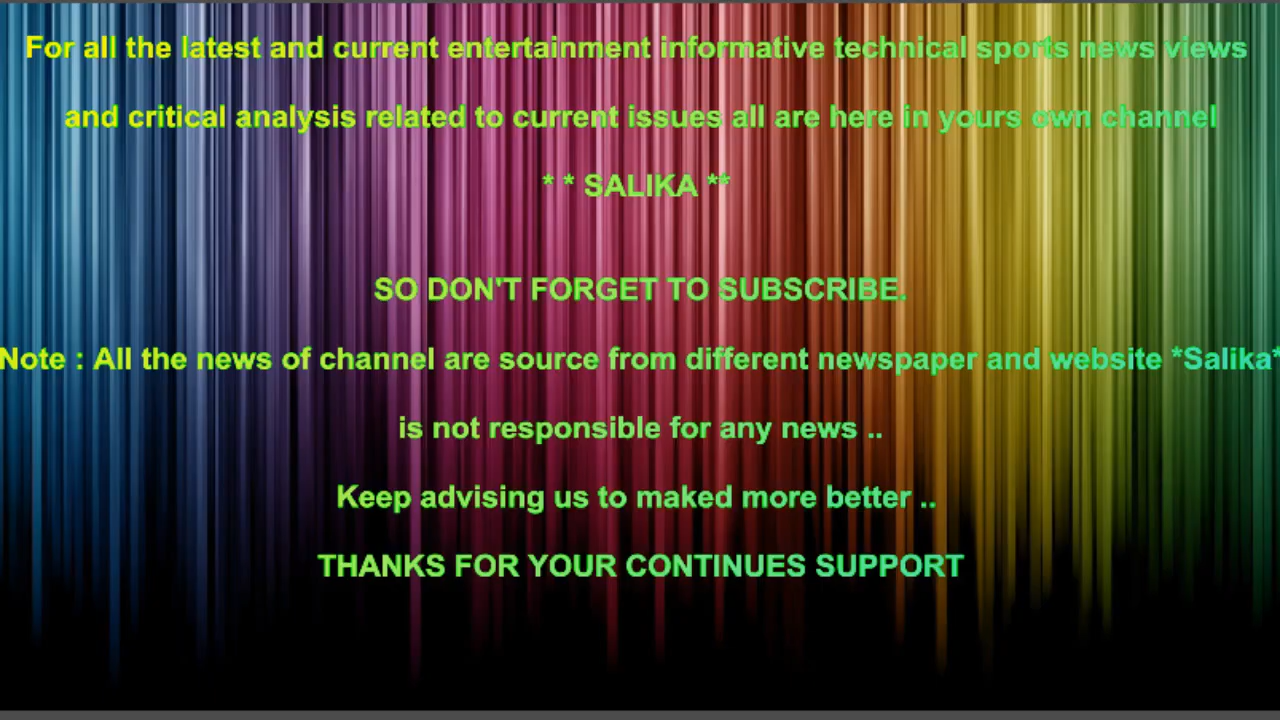 For all the latest and current entertainment informative technical sports news views
and critical analysis related to current issues all are here in yours own channel
* * SALIKA **
SO DON'T FORGET TO SUBSCRIBE.
Note : All the news of channel are source from different newspaper and website *Salika*
is not responsible for any news ..
Keep advising us to maked more better ..
THANKS FOR YOUR CONTINUES SUPPORT